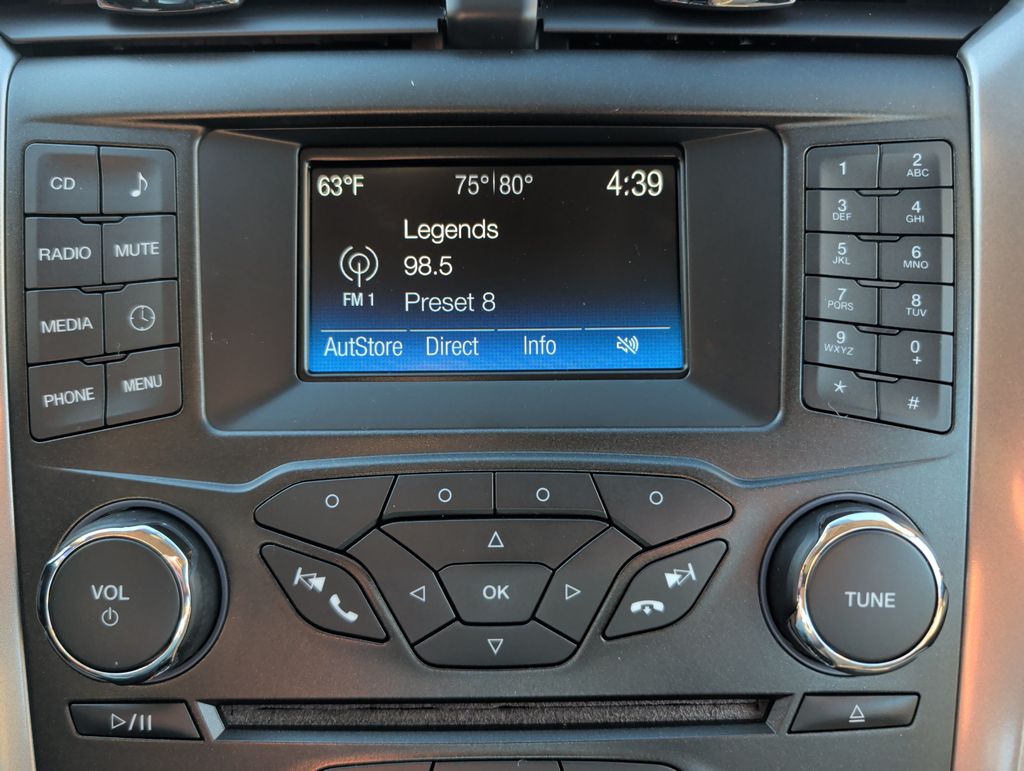 63°F 75° 80° 4:39
Legends
98.5
FM 1
Preset 8
AutStore Direct Info
CD
RADIO MUTE
MEDIA
PHONE MENU
1 2 ABC
3 DEF 4 GHI
5 JKL 6 MNO
7 PQRS 8 TUV
9 WXYZ 0 +
* #
VOL
OK
TUNE